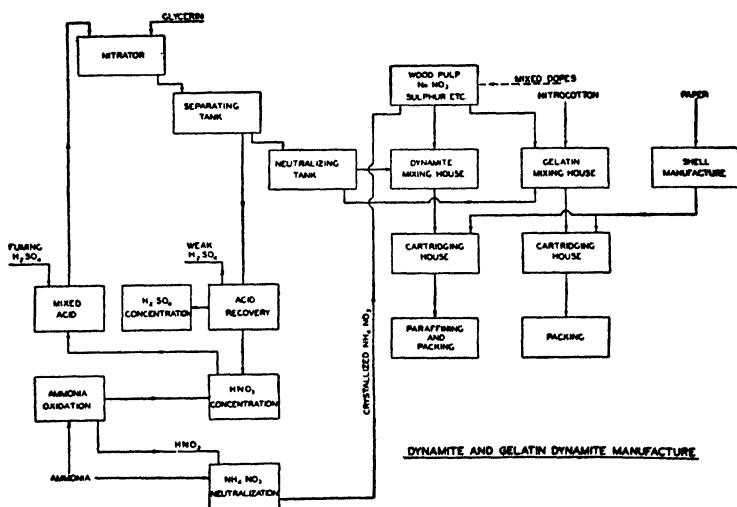 GLYCERIN
NITRATOR
SEPARATING
TANK
NEUTRALIZING
TANK
WOOD PULP
Na NO3
SULPHUR ETC.
MIXED DOPES
NITROCOTTON
PAPER
DYNAMITE
MIXING HOUSE
GELATIN
MIXING HOUSE
SHELL
MANUFACTURE
CARTRIDGING
HOUSE
CARTRIDGING
HOUSE
PARAFFINING
AND
PACKING
PACKING
FUMING
H2SO4
MIXED
ACID
WEAK
H2SO4
H2 SO4
CONCENTRATION
ACID
RECOVERY
CRYSTALLIZED NH4 NO3
AMMONIA
OXIDATION
HNO3
CONCENTRATION
HNO3
AMMONIA
NH4 NO3
NEUTRALIZATION
DYNAMITE AND GELATIN DYNAMITE MANUFACTURE